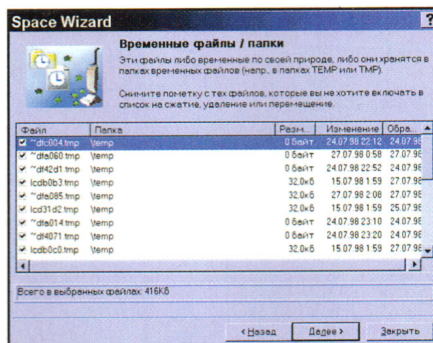 Space Wizard ?
Временные файлы / папки
Эти файлы либо временные по своей природе, либо они хранятся в
папках временных файлов (напр., в папках TEMP или TMP).
Снимите пометку с тех файлов, которые вы не хотите включать в
список на сжатие, удаление или перемещение.
Файл Папка Разм... Изменение Обра...
~dfc004.tmp \temp 0 байт 24.07.98 22:12 24.07.98
~dfa060.tmp \temp 0 байт 27.07.98 0:58 27.07.98
~df42d1.tmp \temp 0 байт 24.07.98 22:52 24.07.98
lcdb0b3.tmp \temp 32.0кб 15.07.98 1:59 27.07.98
~dfa085.tmp \temp 32.0кб 27.07.98 2:08 27.07.98
lcd31d2.tmp \temp 32.0кб 15.07.98 1:59 25.07.98
~dfa014.tmp \temp 0 байт 24.07.98 23:10 24.07.98
~df4071.tmp \temp 0 байт 24.07.98 23:20 24.07.98
lcdb0c0.tmp \temp 32.0кб 15.07.98 1:59 27.07.98
Всего в выбранных файлах: 416Кб
< Назад Далее > Закрыть